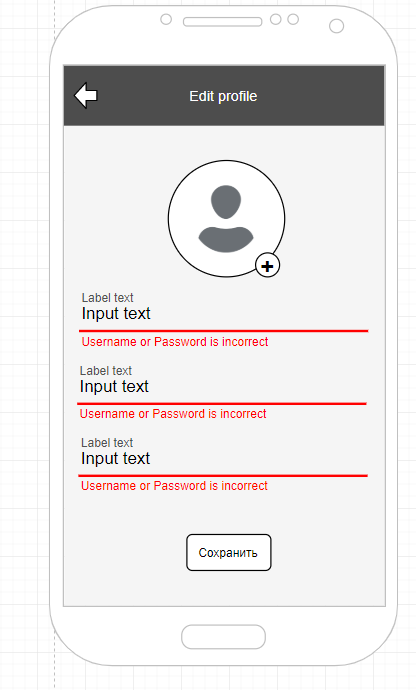 Edit profile
Label text
Input text
Username or Password is incorrect
Label text
Input text
Username or Password is incorrect
Label text
Input text
Username or Password is incorrect
Сохранить